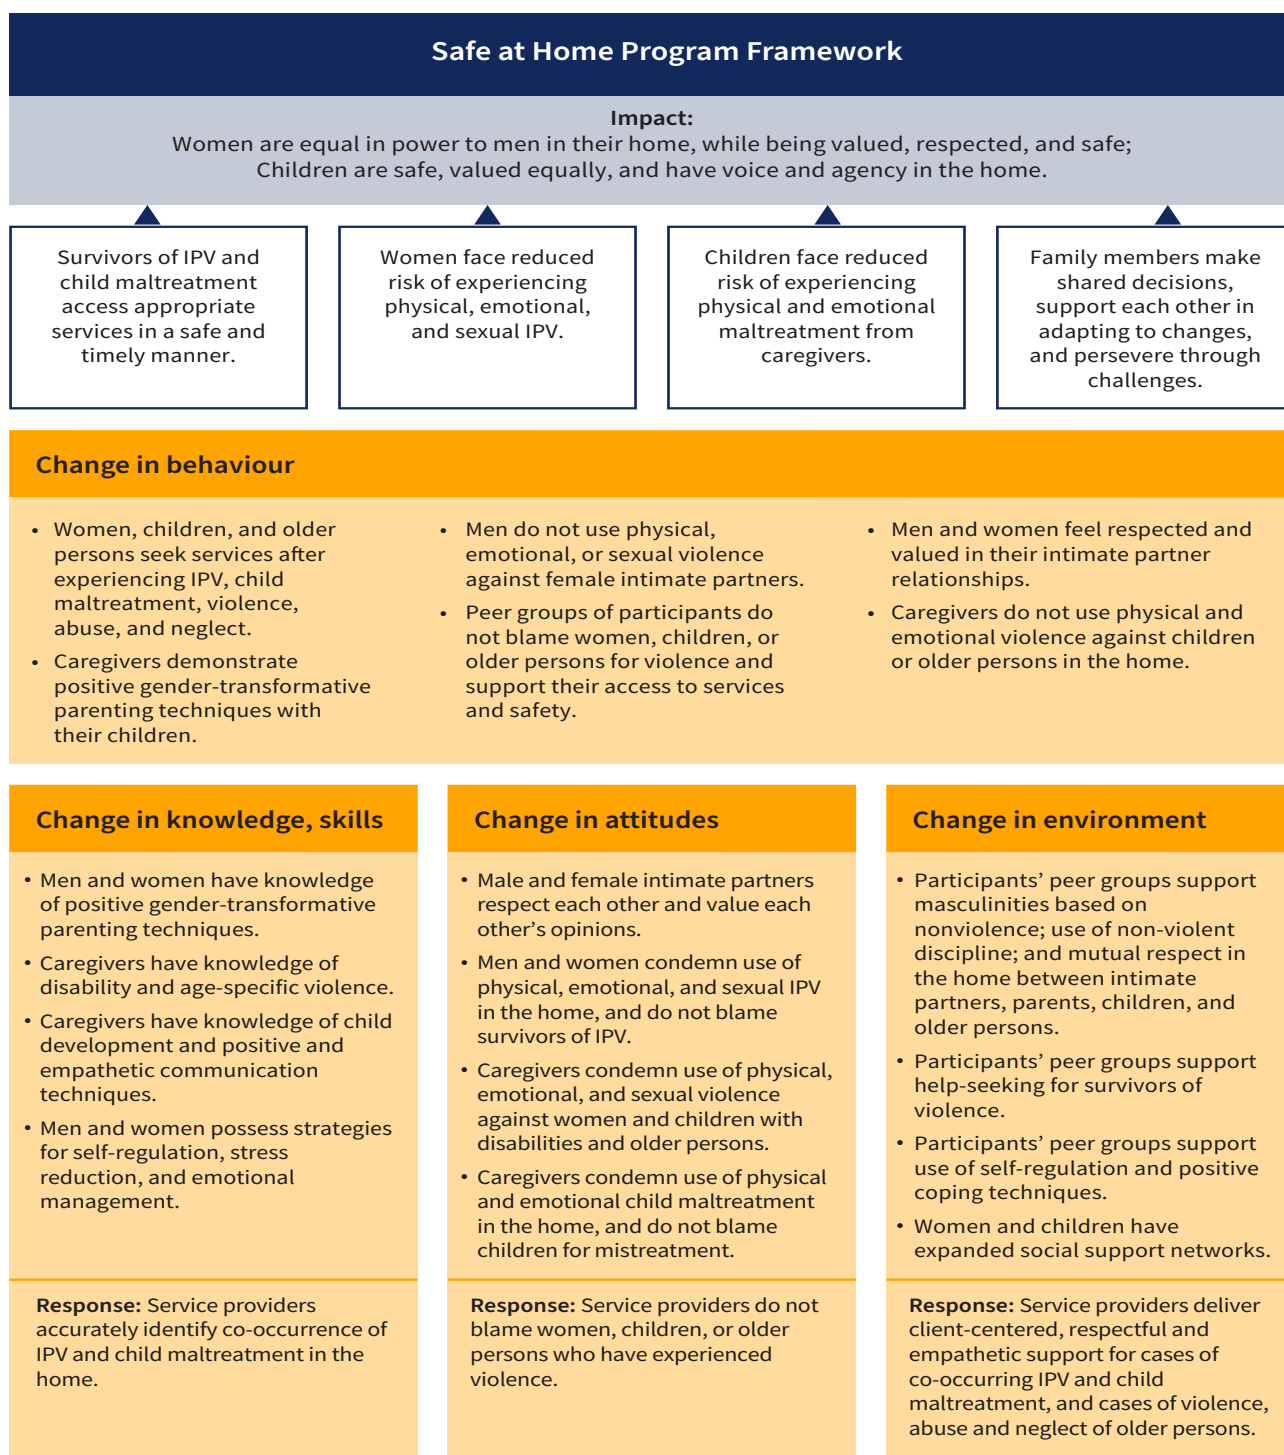 Safe at Home Program Framework
Impact:
Women are equal in power to men in their home, while being valued, respected, and safe;
Children are safe, valued equally, and have voice and agency in the home.
Survivors of IPV and
child maltreatment
access appropriate
services in a safe and
timely manner.
Women face reduced
risk of experiencing
physical, emotional,
and sexual IPV.
Children face reduced
risk of experiencing
physical and emotional
maltreatment from
caregivers.
Family members make
shared decisions,
support each other in
adapting to changes,
and persevere through
challenges.
Change in behaviour
• Women, children, and older
persons seek services after
experiencing IPV, child
maltreatment, violence,
abuse, and neglect.
• Caregivers demonstrate
positive gender-transformative
parenting techniques with
their children.
• Men do not use physical,
emotional, or sexual violence
against female intimate partners.
• Peer groups of participants do
not blame women, children, or
older persons for violence and
support their access to services
and safety.
• Men and women feel respected and
valued in their intimate partner
relationships.
• Caregivers do not use physical and
emotional violence against children
or older persons in the home.
Change in knowledge, skills
• Men and women have knowledge
of positive gender-transformative
parenting techniques.
• Caregivers have knowledge of
disability and age-specific violence.
• Caregivers have knowledge of child
development and positive and
empathetic communication
techniques.
• Men and women possess strategies
for self-regulation, stress
reduction, and emotional
management.
Response: Service providers
accurately identify co-occurrence of
IPV and child maltreatment in the
home.
Change in attitudes
• Male and female intimate partners
respect each other and value each
other’s opinions.
• Men and women condemn use of
physical, emotional, and sexual IPV
in the home, and do not blame
survivors of IPV.
• Caregivers condemn use of physical,
emotional, and sexual violence
against women and children with
disabilities and older persons.
• Caregivers condemn use of physical
and emotional child maltreatment
in the home, and do not blame
children for mistreatment.
Response: Service providers do not
blame women, children, or older
persons who have experienced
violence.
Change in environment
• Participants’ peer groups support
masculinities based on
nonviolence; use of non-violent
discipline; and mutual respect in
the home between intimate
partners, parents, children, and
older persons.
• Participants’ peer groups support
help-seeking for survivors of
violence.
• Participants’ peer groups support
use of self-regulation and positive
coping techniques.
• Women and children have
expanded social support networks.
Response: Service providers deliver
client-centered, respectful and
empathetic support for cases of
co-occurring IPV and child
maltreatment, and cases of violence,
abuse and neglect of older persons.